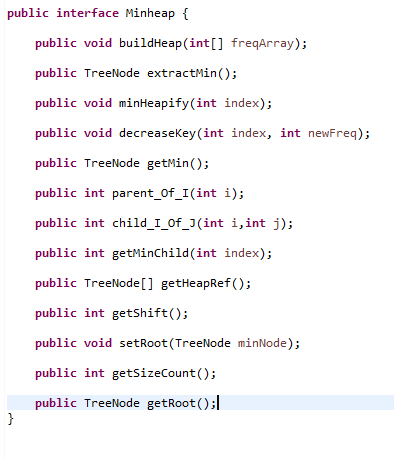 public interface Minheap {
public void buildHeap(int[] freqArray);
public TreeNode extractMin();
public void minHeapify(int index);
public void decreaseKey(int index, int newFreq);
public TreeNode getMin();
public int parent_Of_I(int i);
public int child_I_Of_J(int i,int j);
public int getMinChild(int index);
public TreeNode[] getHeapRef();
public int getShift();
public void setRoot(TreeNode minNode);
public int getSizeCount();
public TreeNode getRoot();
}